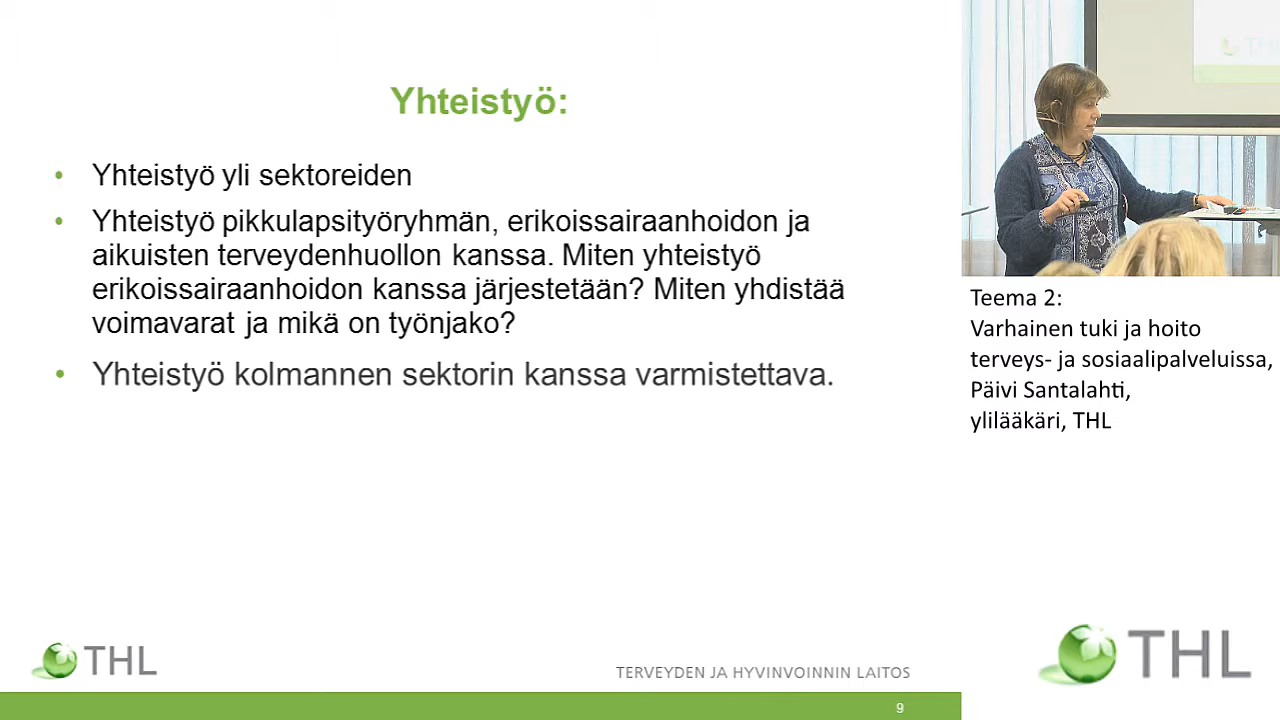 Yhteistyö:
• Yhteistyö yli sektoreiden
• Yhteistyö pikkulapsityöryhmän, erikoissairaanhoidon ja
aikuisten terveydenhuollon kanssa. Miten yhteistyö
erikoissairaanhoidon kanssa järjestetään? Miten yhdistää
voimavarat ja mikä on työnjako?
• Yhteistyö kolmannen sektorin kanssa varmistettava.
THL
TERVEYDEN JA HYVINVOINNIN LAITOS
9
TH
Teema 2:
Varhainen tuki ja hoito
terveys- ja sosiaalipalveluissa,
Päivi Santalahti,
ylilääkäri, THL
THL